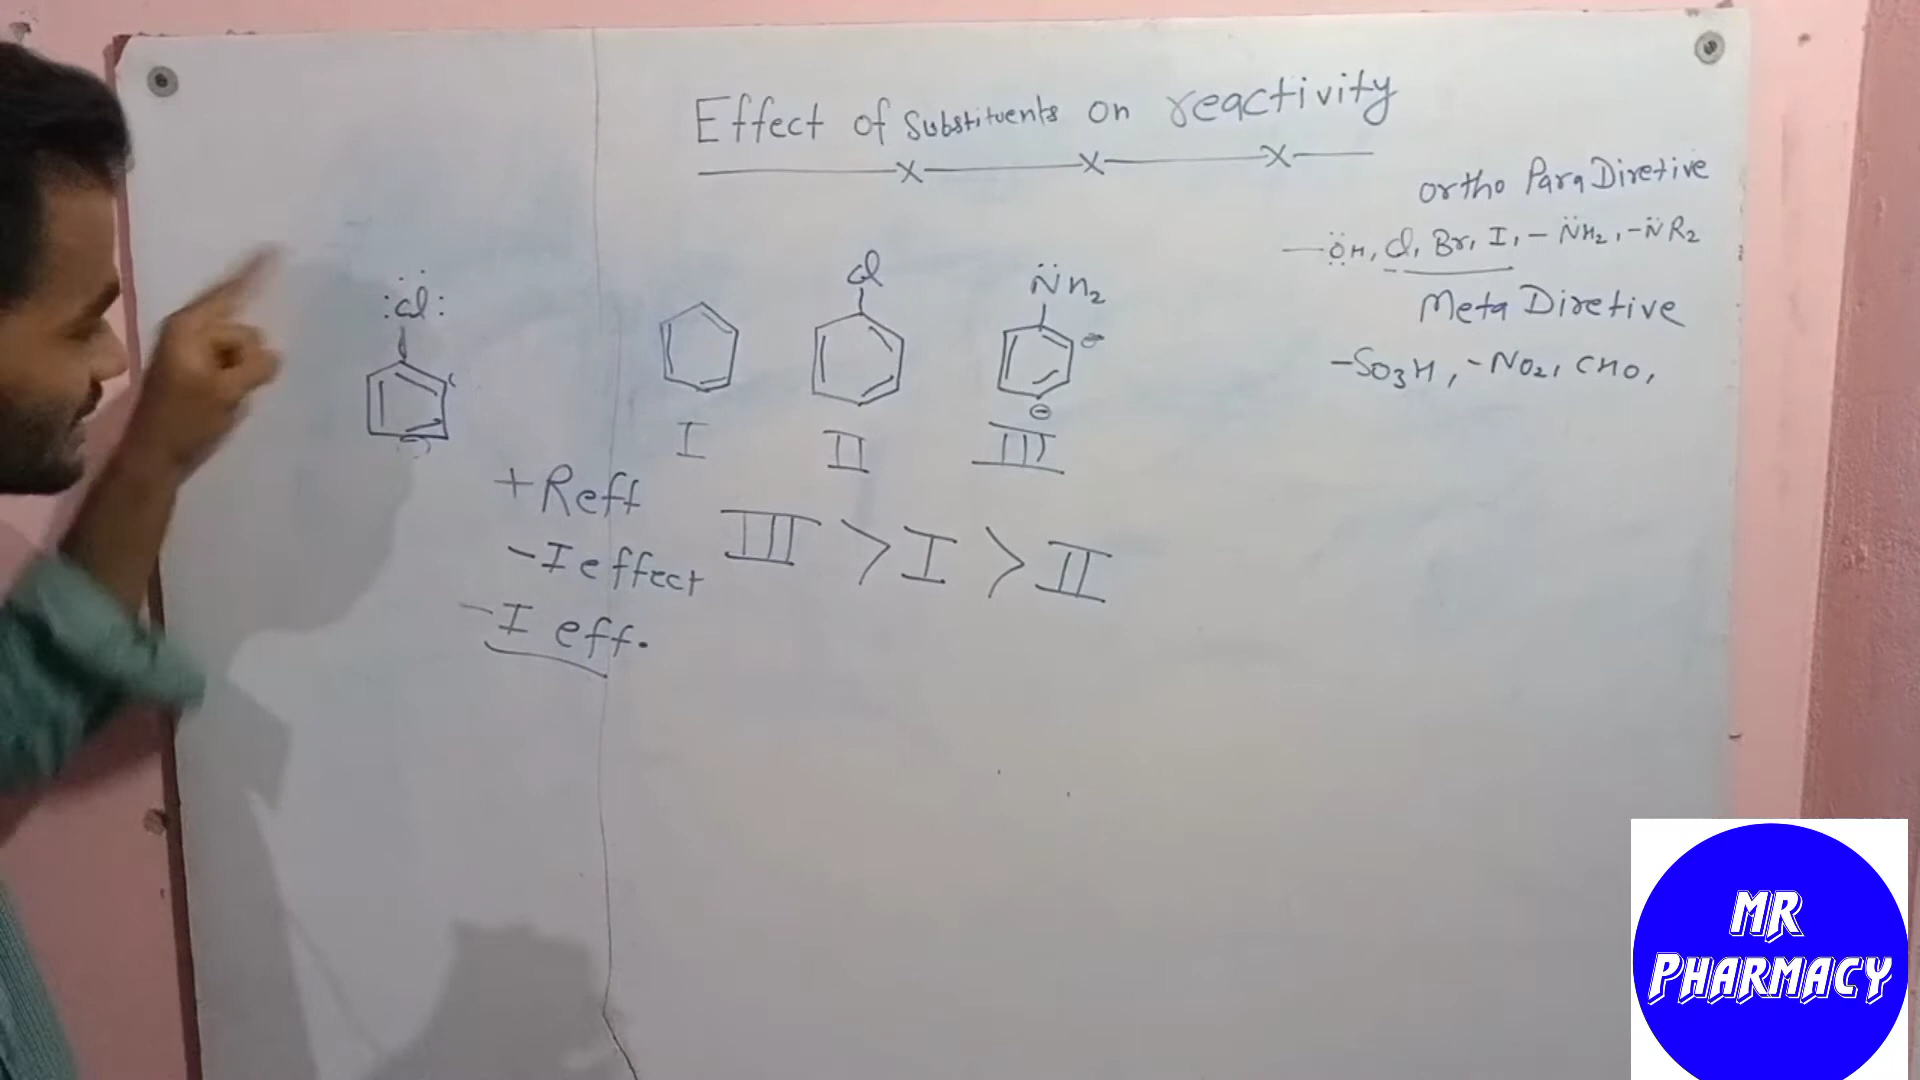 Effect of Substituents on reactivity
ortho Para Diretive
-ÖH, Cl, Br, I, -N̈H2, -N̈R2
Meta Diretive
-SO3H, -NO2, CHO,
:Cl:
Cl
N̈H2
I
II
III
+Reff
-I effect
-I eff.
III > I > II
MR
PHARMACY